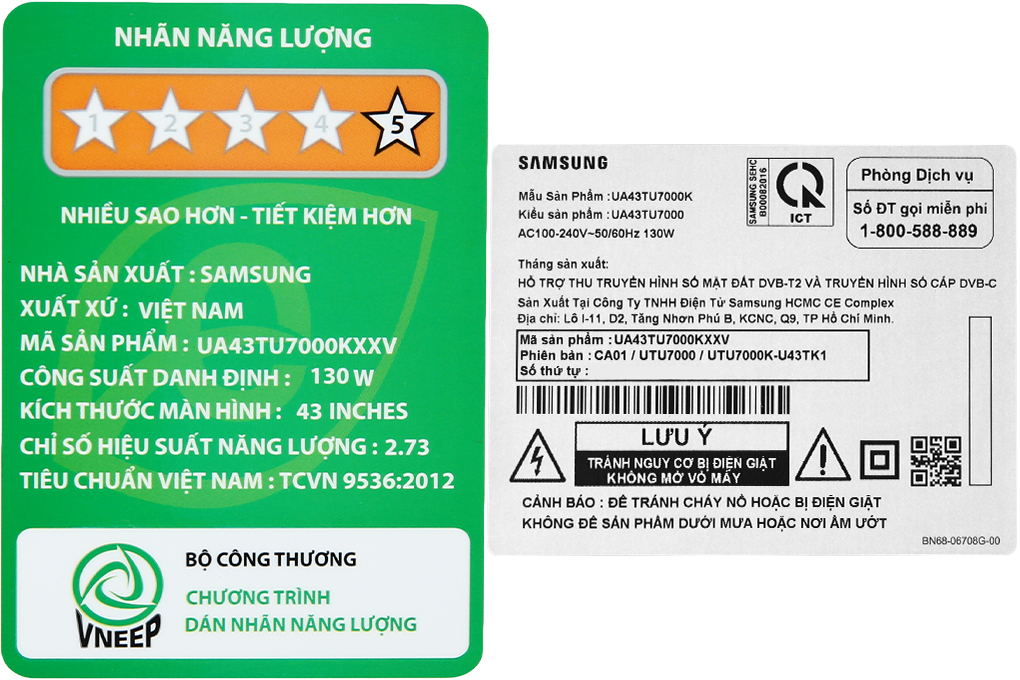 NHÃN NĂNG LƯỢNG
1 2 3 4 5
NHIỀU SAO HƠN - TIẾT KIỆM HƠN
NHÀ SẢN XUẤT : SAMSUNG
XUẤT XỨ : VIỆT NAM
MÃ SẢN PHẨM : UA43TU7000KXXV
CÔNG SUẤT DANH ĐỊNH : 130 W
KÍCH THƯỚC MÀN HÌNH : 43 INCHES
CHỈ SỐ HIỆU SUẤT NĂNG LƯỢNG : 2.73
TIÊU CHUẨN VIỆT NAM : TCVN 9536:2012
VNEEP
BỘ CÔNG THƯƠNG
CHƯƠNG TRÌNH
DÁN NHÃN NĂNG LƯỢNG
SAMSUNG
Mẫu Sản Phẩm : UA43TU7000K
Kiểu sản phẩm : UA43TU7000
AC100-240V~50/60Hz 130W
SAMSUNG SEHC
B00082016
ICT
Phòng Dịch vụ
Số ĐT gọi miễn phí
1-800-588-889
Tháng sản xuất:
HỖ TRỢ THU TRUYỀN HÌNH SỐ MẶT ĐẤT DVB-T2 VÀ TRUYỀN HÌNH SỐ CÁP DVB-C
Sản Xuất Tại Công Ty TNHH Điện Tử Samsung HCMC CE Complex
Địa chỉ: Lô I-11, D2, Tăng Nhơn Phú B, KCNC, Q9, TP Hồ Chí Minh.
Mã sản phẩm : UA43TU7000KXXV
Phiên bản : CA01 / UTU7000 / UTU7000K-U43TK1
Số thứ tự :
LƯU Ý
TRÁNH NGUY CƠ BỊ ĐIỆN GIẬT
KHÔNG MỞ VỎ MÁY
CẢNH BÁO : ĐỂ TRÁNH CHÁY NỔ HOẶC BỊ ĐIỆN GIẬT
KHÔNG ĐỂ SẢN PHẨM DƯỚI MƯA HOẶC NƠI ẨM ƯỚT
BN68-06708G-00